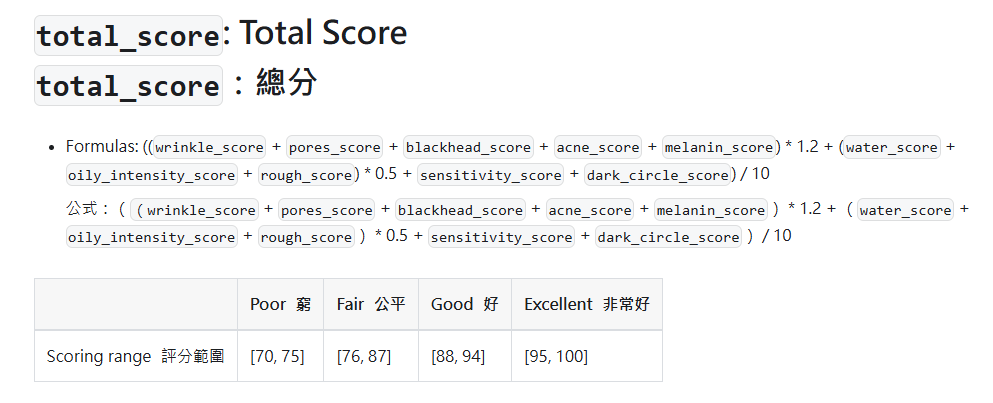 total_score: Total Score
total_score：總分
• Formulas: ((wrinkle_score + pores_score + blackhead_score + acne_score + melanin_score) * 1.2 + (water_score +
oily_intensity_score + rough_score) * 0.5 + sensitivity_score + dark_circle_score) / 10
公式：（（wrinkle_score + pores_score + blackhead_score + acne_score + melanin_score ）* 1.2 +（ water_score +
oily_intensity_score + rough_score ）* 0.5 + sensitivity_score + dark_circle_score ）/ 10
Poor 窮 Fair 公平 Good 好 Excellent 非常好
Scoring range 評分範圍 [70, 75] [76, 87] [88, 94] [95, 100]